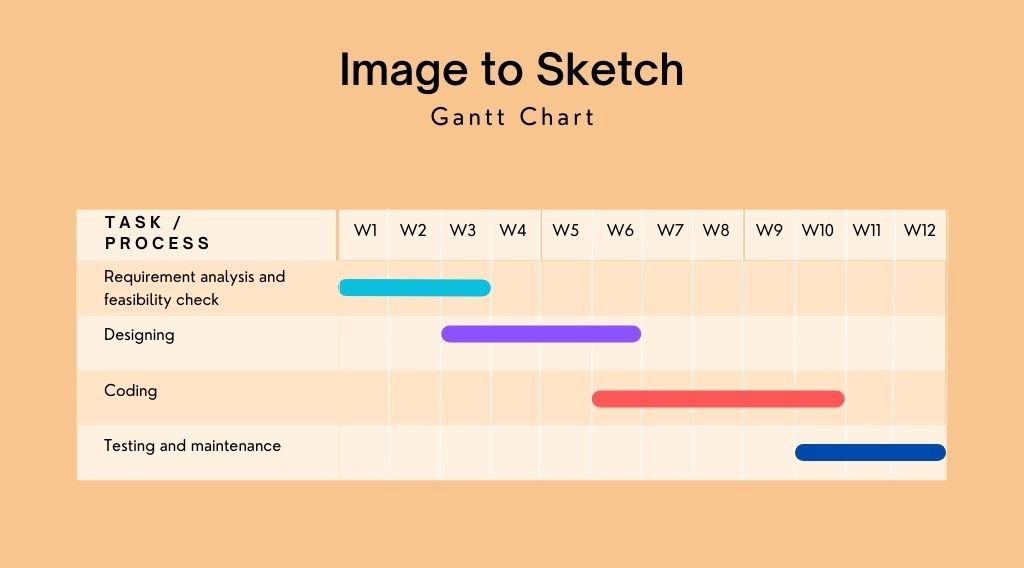 Image to Sketch
Gantt Chart
TASK /
PROCESS
W1 W2 W3 W4 W5 W6 W7 W8 W9 W10 W11 W12
Requirement analysis and
feasibility check
Designing
Coding
Testing and maintenance